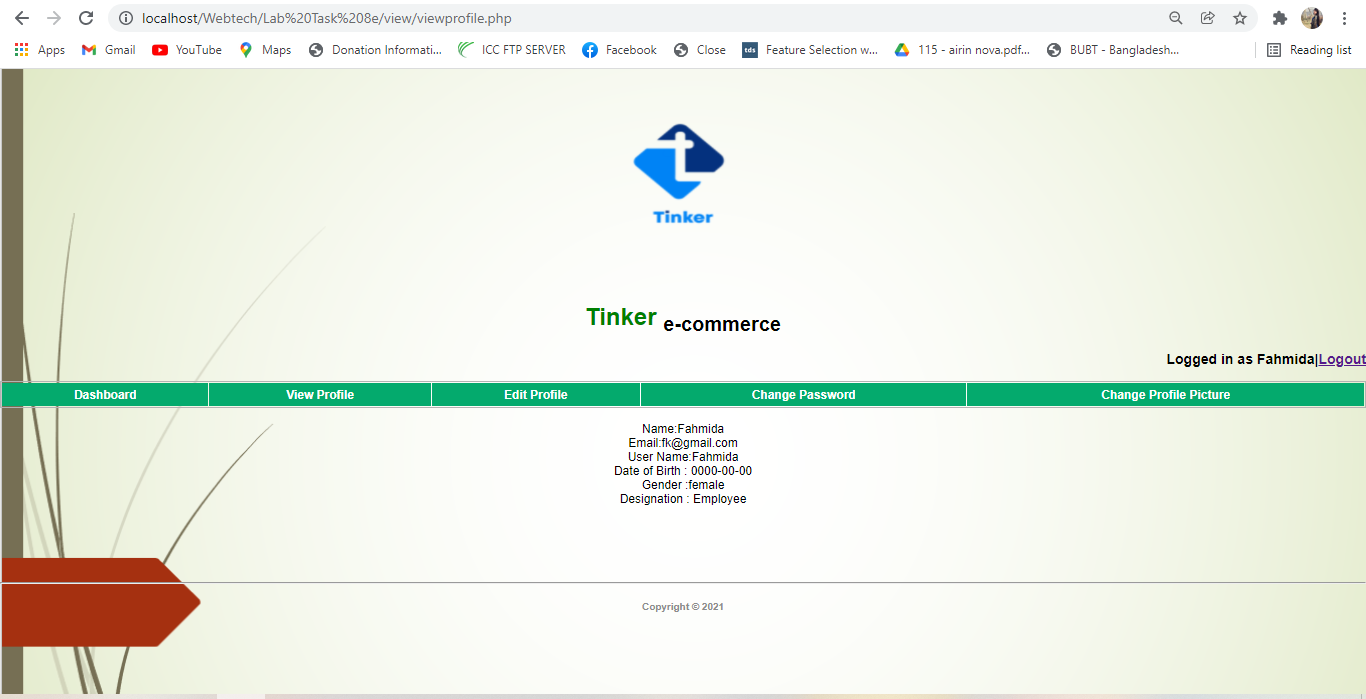 localhost/Webtech/Lab%20Task%208e/view/viewprofile.php
Apps Gmail YouTube Maps Donation Informati... ICC FTP SERVER Facebook Close tds Feature Selection w... 115 - airin nova.pdf... BUBT - Bangladesh... Reading list
t
Tinker
Tinker e-commerce
Logged in as Fahmida|Logout
Dashboard View Profile Edit Profile Change Password Change Profile Picture
Name:Fahmida
Email:fk@gmail.com
User Name:Fahmida
Date of Birth : 0000-00-00
Gender :female
Designation : Employee
Copyright © 2021